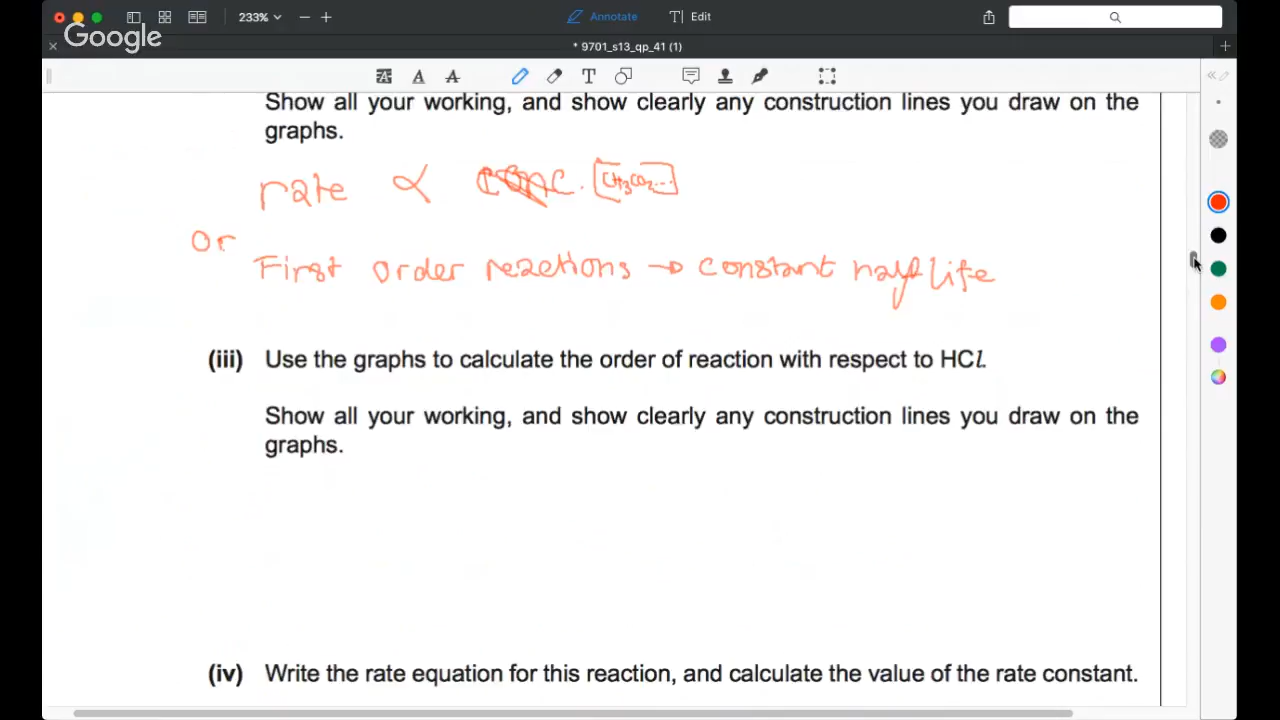 233%
Annotate
Edit
Google
* 9701_s13_qp_41 (1)
Show all your working, and show clearly any construction lines you draw on the
graphs.
rate ∝ conc. [CH3CO2...]
Or
First order reactions → constant half life
(iii) Use the graphs to calculate the order of reaction with respect to HCl.
Show all your working, and show clearly any construction lines you draw on the
graphs.
(iv) Write the rate equation for this reaction, and calculate the value of the rate constant.